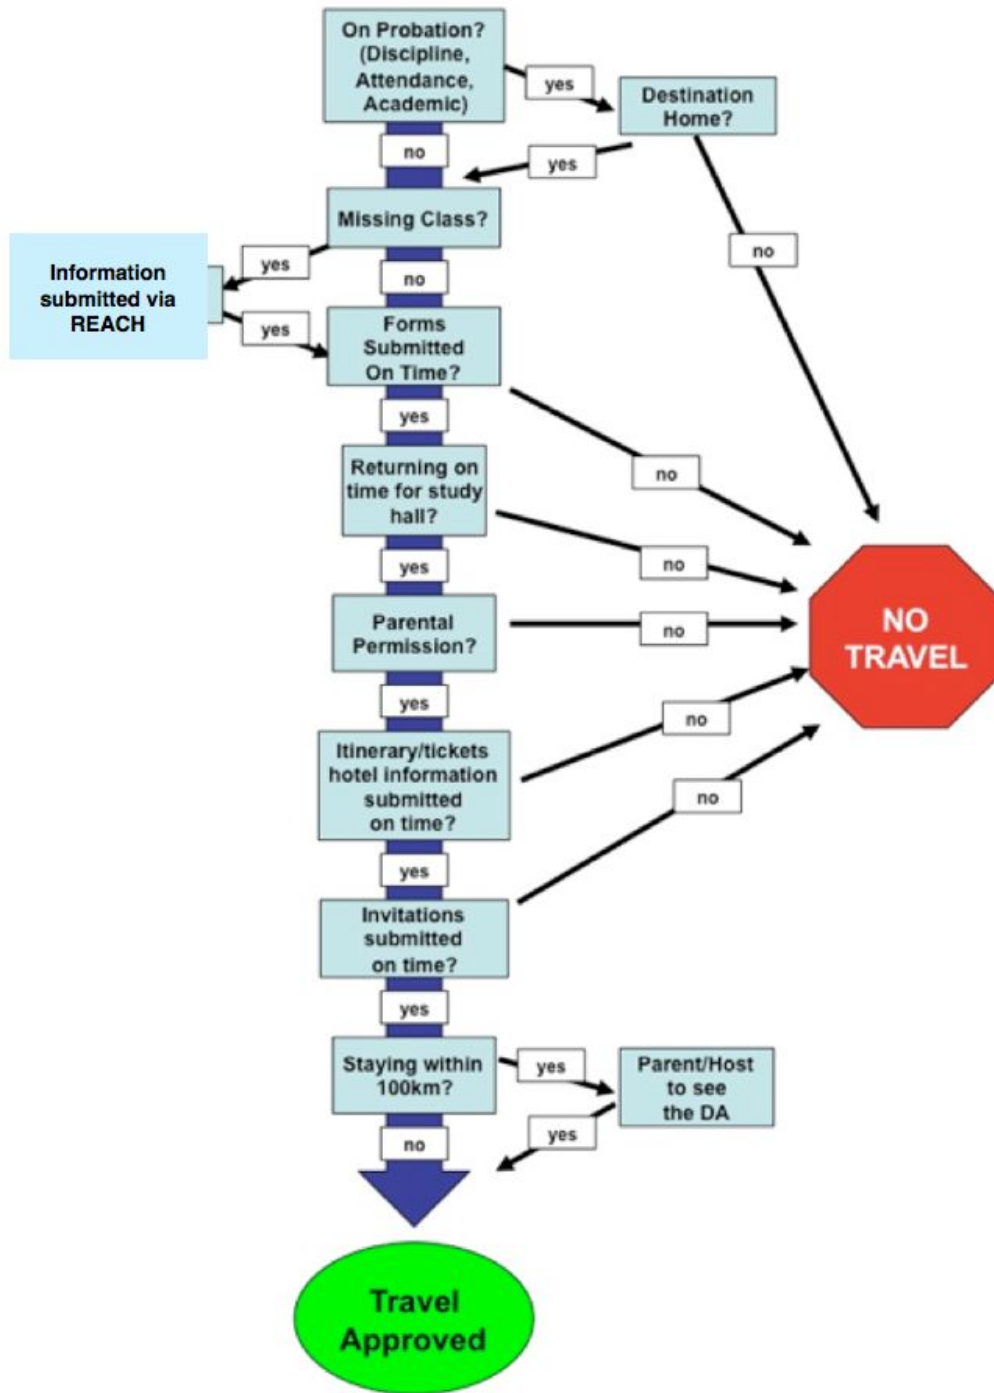 On Probation?
(Discipline,
Attendance,
Academic)
yes
Destination
Home?
no
yes
Missing Class?
no
yes
Information
submitted via
REACH
no
yes
Forms
Submitted
On Time?
yes
no
Returning on
time for study
hall?
no
yes
Parental
Permission?
no
NO
TRAVEL
yes
no
Itinerary/tickets
hotel information
submitted
on time?
no
yes
Invitations
submitted
on time?
yes
Staying within
100km?
yes
Parent/Host
to see
the DA
yes
no
Travel
Approved